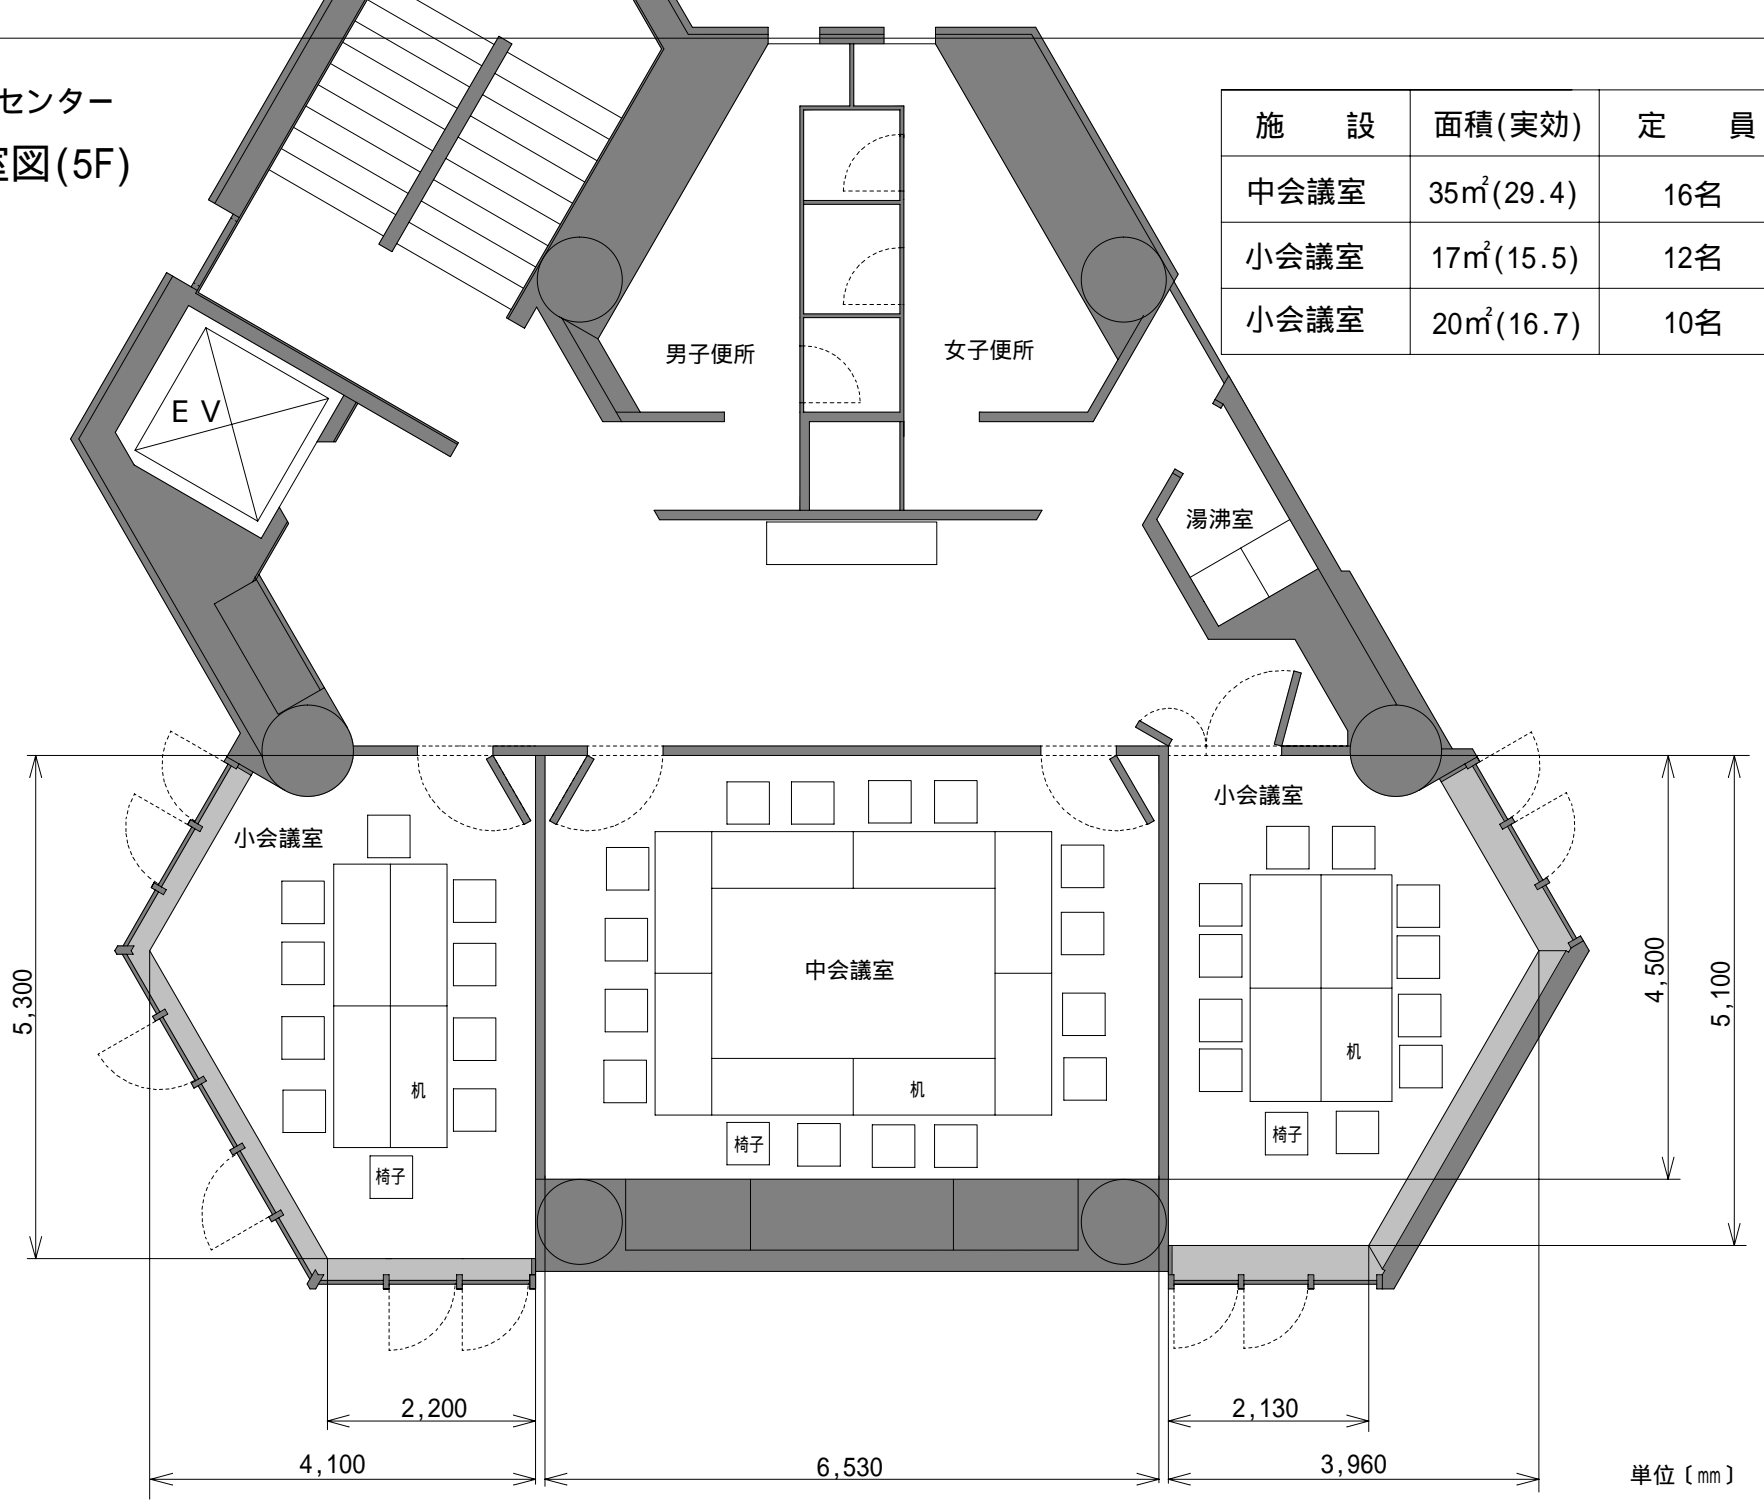 センター
室図(5F)
施　設 面積(実効) 定　員
中会議室 35㎡(29.4) 16名
小会議室 17㎡(15.5) 12名
小会議室 20㎡(16.7) 10名
男子便所
女子便所
EV
湯沸室
小会議室
小会議室
中会議室
机
机
机
椅子
椅子
椅子
5,300
4,500
5,100
2,200
2,130
4,100
6,530
3,960
単位〔㎜〕